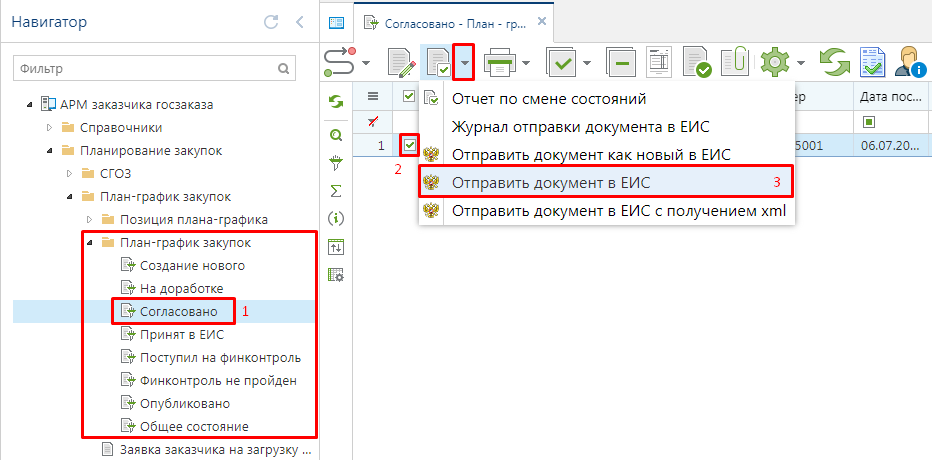 Навигатор
Согласовано - План - гр...
Фильтр
АРМ заказчика госзаказа
Справочники
Планирование закупок
СГОЗ
План-график закупок
Позиция плана-графика
План-график закупок
Создание нового
На доработке
Согласовано 1
Принят в ЕИС
Поступил на финконтроль
Финконтроль не пройден
Опубликовано
Общее состояние
Заявка заказчика на загрузку ...
Отчет по смене состояний
Журнал отправки документа в ЕИС
Отправить документ как новый в ЕИС
Отправить документ в ЕИС 3
Отправить документ в ЕИС с получением xml
ер
Дата пос...
1
5001
06.07.20...
2